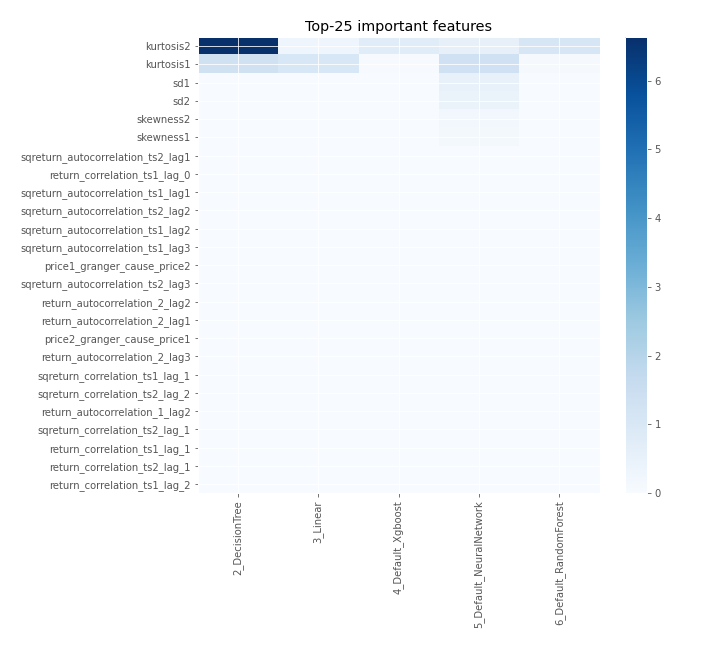 Top-25 important features
kurtosis2
kurtosis1
sd1
sd2
skewness2
skewness1
sqreturn_autocorrelation_ts2_lag1
return_correlation_ts1_lag_0
sqreturn_autocorrelation_ts1_lag1
sqreturn_autocorrelation_ts2_lag2
sqreturn_autocorrelation_ts1_lag2
sqreturn_autocorrelation_ts1_lag3
price1_granger_cause_price2
sqreturn_autocorrelation_ts2_lag3
return_autocorrelation_2_lag2
return_autocorrelation_2_lag1
price2_granger_cause_price1
return_autocorrelation_2_lag3
sqreturn_correlation_ts1_lag_1
sqreturn_correlation_ts2_lag_2
return_autocorrelation_1_lag2
sqreturn_correlation_ts2_lag_1
return_correlation_ts1_lag_1
return_correlation_ts2_lag_1
return_correlation_ts1_lag_2
2_DecisionTree
3_Linear
4_Default_Xgboost
5_Default_NeuralNetwork
6_Default_RandomForest
6
5
4
3
2
1
0